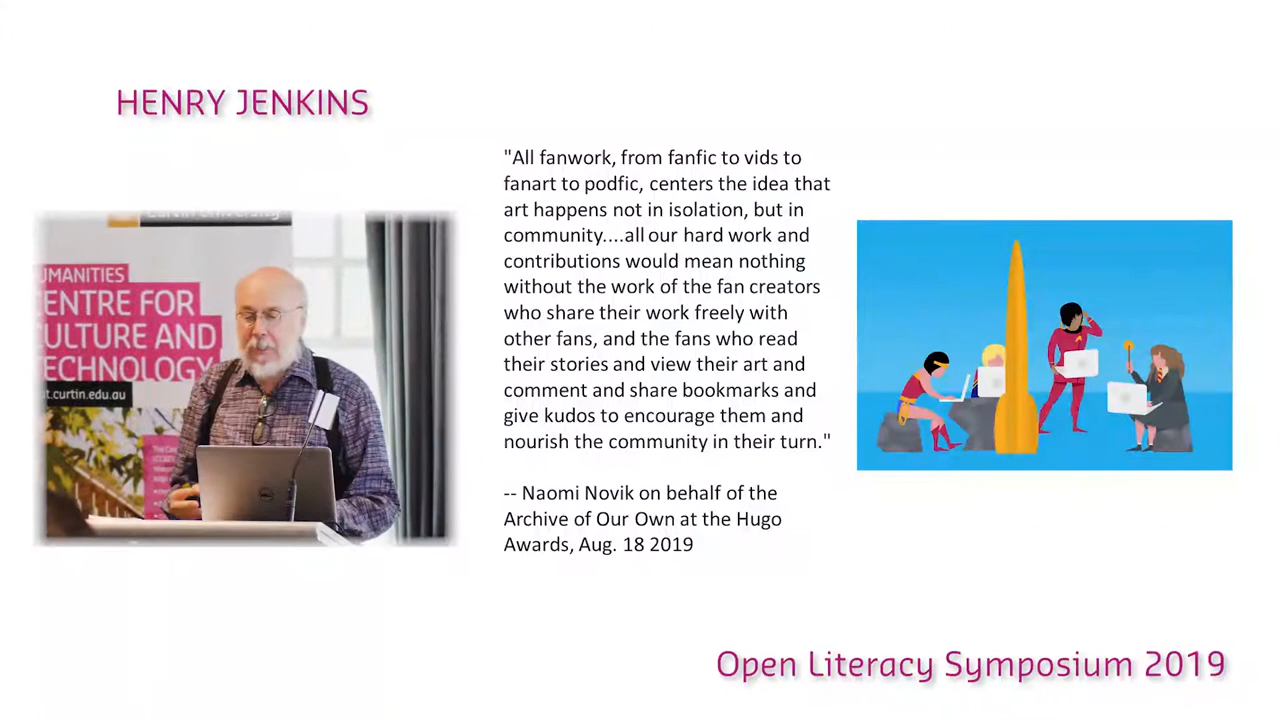 HENRY JENKINS
"All fanwork, from fanfic to vids to
fanart to podfic, centers the idea that
art happens not in isolation, but in
community....all our hard work and
contributions would mean nothing
without the work of the fan creators
who share their work freely with
other fans, and the fans who read
their stories and view their art and
comment and share bookmarks and
give kudos to encourage them and
nourish the community in their turn."
-- Naomi Novik on behalf of the
Archive of Our Own at the Hugo
Awards, Aug. 18 2019
Curtin University
UMANITIES
ENTRE FOR
ULTURE AND
ECHNOLOGY
t.curtin.edu.au
DELL
Open Literacy Symposium 2019